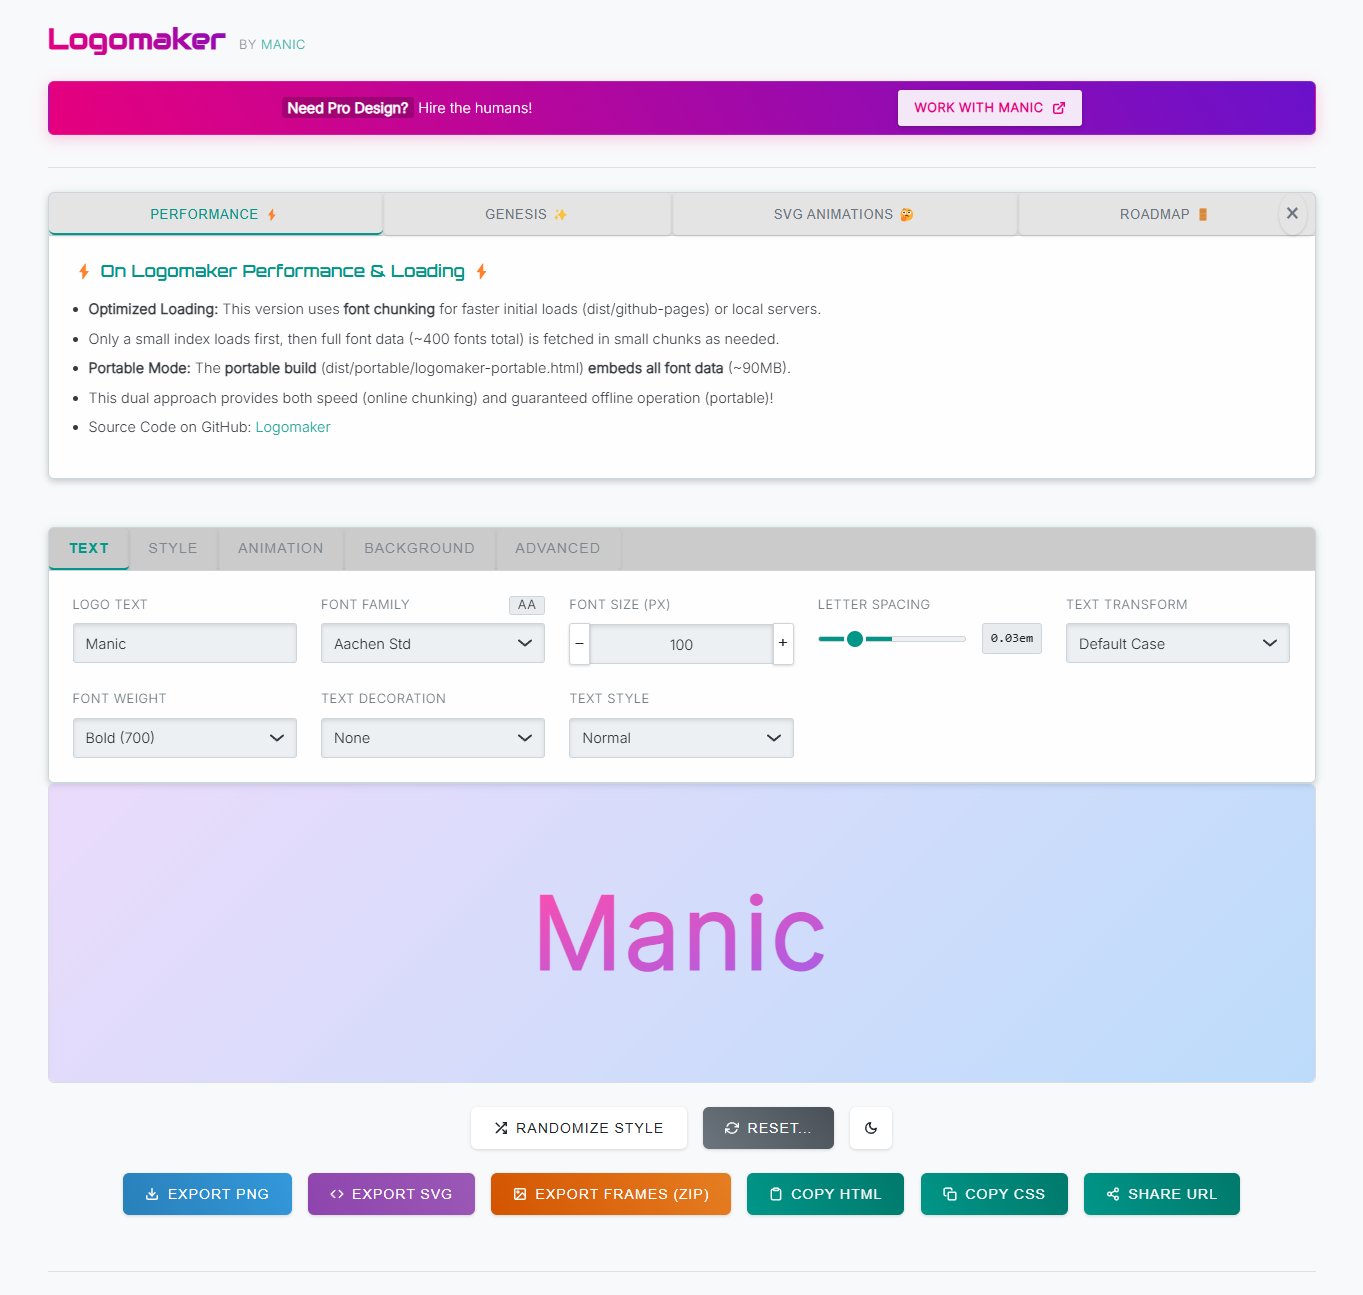 Logomaker BY MANIC
Need Pro Design? Hire the humans!
WORK WITH MANIC
PERFORMANCE ⚡
GENESIS ✨
SVG ANIMATIONS 🤔
ROADMAP
×
⚡ On Logomaker Performance & Loading ⚡
• Optimized Loading: This version uses font chunking for faster initial loads (dist/github-pages) or local servers.
• Only a small index loads first, then full font data (~400 fonts total) is fetched in small chunks as needed.
• Portable Mode: The portable build (dist/portable/logomaker-portable.html) embeds all font data (~90MB).
• This dual approach provides both speed (online chunking) and guaranteed offline operation (portable)!
• Source Code on GitHub: Logomaker
TEXT
STYLE
ANIMATION
BACKGROUND
ADVANCED
LOGO TEXT
Manic
FONT FAMILY
AA
Aachen Std
FONT SIZE (PX)
− 100 +
LETTER SPACING
0.03em
TEXT TRANSFORM
Default Case
FONT WEIGHT
Bold (700)
TEXT DECORATION
None
TEXT STYLE
Normal
Manic
RANDOMIZE STYLE
RESET...
EXPORT PNG
EXPORT SVG
EXPORT FRAMES (ZIP)
COPY HTML
COPY CSS
SHARE URL